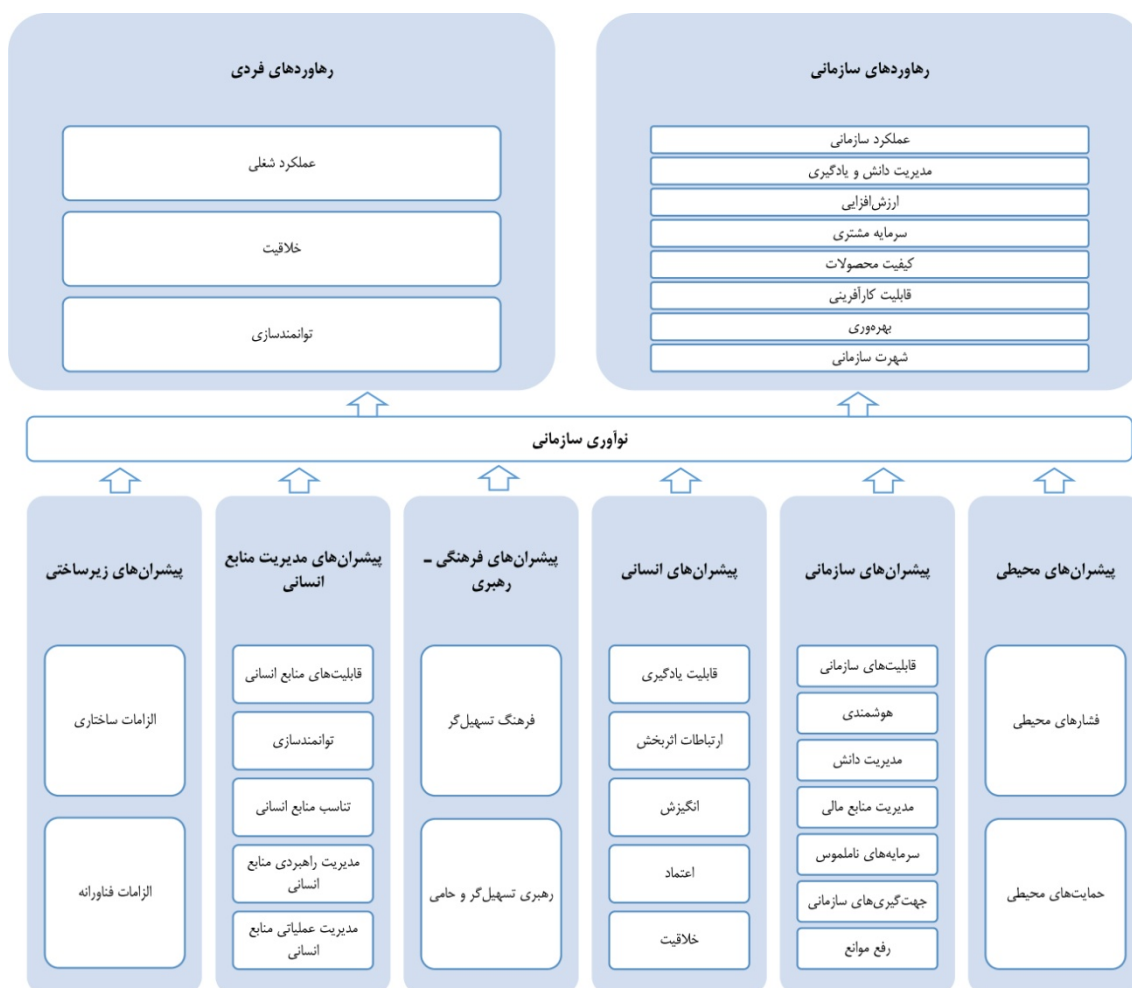 رهاوردهای سازمانی
عملکرد سازمانی
مدیریت دانش و یادگیری
ارزش‌افزایی
سرمایه مشتری
کیفیت محصولات
قابلیت کارآفرینی
بهره‌وری
شهرت سازمانی
رهاوردهای فردی
عملکرد شغلی
خلاقیت
توانمندسازی
نوآوری سازمانی
پیشران‌های محیطی
فشارهای محیطی
حمایت‌های محیطی
پیشران‌های سازمانی
قابلیت‌های سازمانی
هوشمندی
مدیریت دانش
مدیریت منابع مالی
سرمایه‌های ناملموس
جهت‌گیری‌های سازمانی
رفع موانع
پیشران‌های انسانی
قابلیت یادگیری
ارتباطات اثربخش
انگیزش
اعتماد
خلاقیت
پیشران‌های فرهنگی ـ
رهبری
فرهنگ تسهیل‌گر
رهبری تسهیل‌گر و حامی
پیشران‌های مدیریت منابع
انسانی
قابلیت‌های منابع انسانی
توانمندسازی
تناسب منابع انسانی
مدیریت راهبردی منابع
انسانی
مدیریت عملیاتی منابع
انسانی
پیشران‌های زیرساختی
الزامات ساختاری
الزامات فناورانه